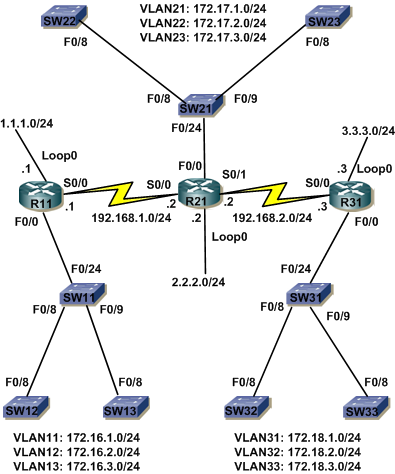 VLAN21: 172.17.1.0/24
VLAN22: 172.17.2.0/24
VLAN23: 172.17.3.0/24
SW22
SW23
F0/8
F0/8
F0/8
F0/9
SW21
F0/24
1.1.1.0/24
3.3.3.0/24
Loop0
F0/0
Loop0
.1
S0/0
S0/0
S0/1
S0/0
.3
R11
.1
.2
R21
.2
.3
R31
192.168.1.0/24
.2
192.168.2.0/24
F0/0
Loop0
F0/0
F0/24
2.2.2.0/24
F0/24
SW11
SW31
F0/8
F0/9
F0/8
F0/9
F0/8
F0/8
F0/8
F0/8
SW12
SW13
SW32
SW33
VLAN11: 172.16.1.0/24
VLAN12: 172.16.2.0/24
VLAN13: 172.16.3.0/24
VLAN31: 172.18.1.0/24
VLAN32: 172.18.2.0/24
VLAN33: 172.18.3.0/24